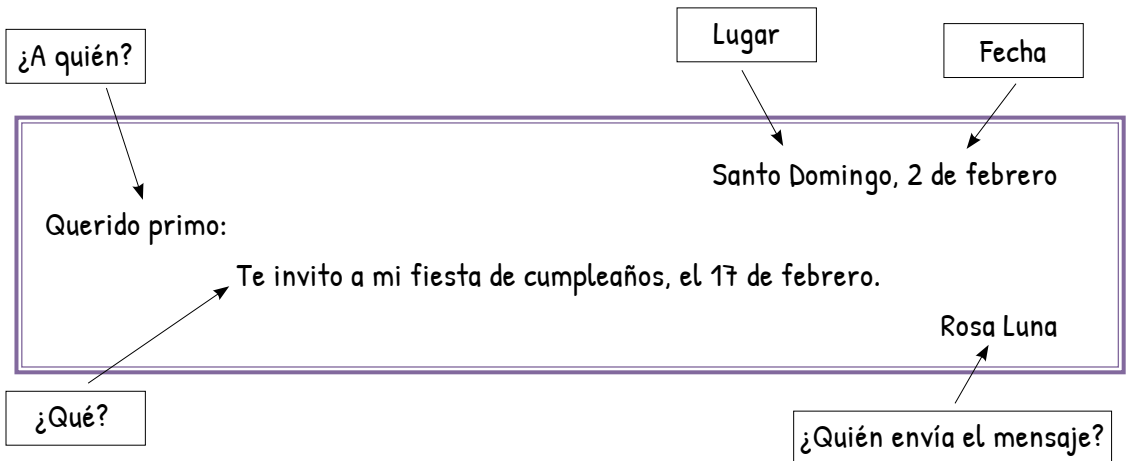 ¿A quién?
Lugar
Fecha
Santo Domingo, 2 de febrero
Querido primo:
Te invito a mi fiesta de cumpleaños, el 17 de febrero.
Rosa Luna
¿Qué?
¿Quién envía el mensaje?